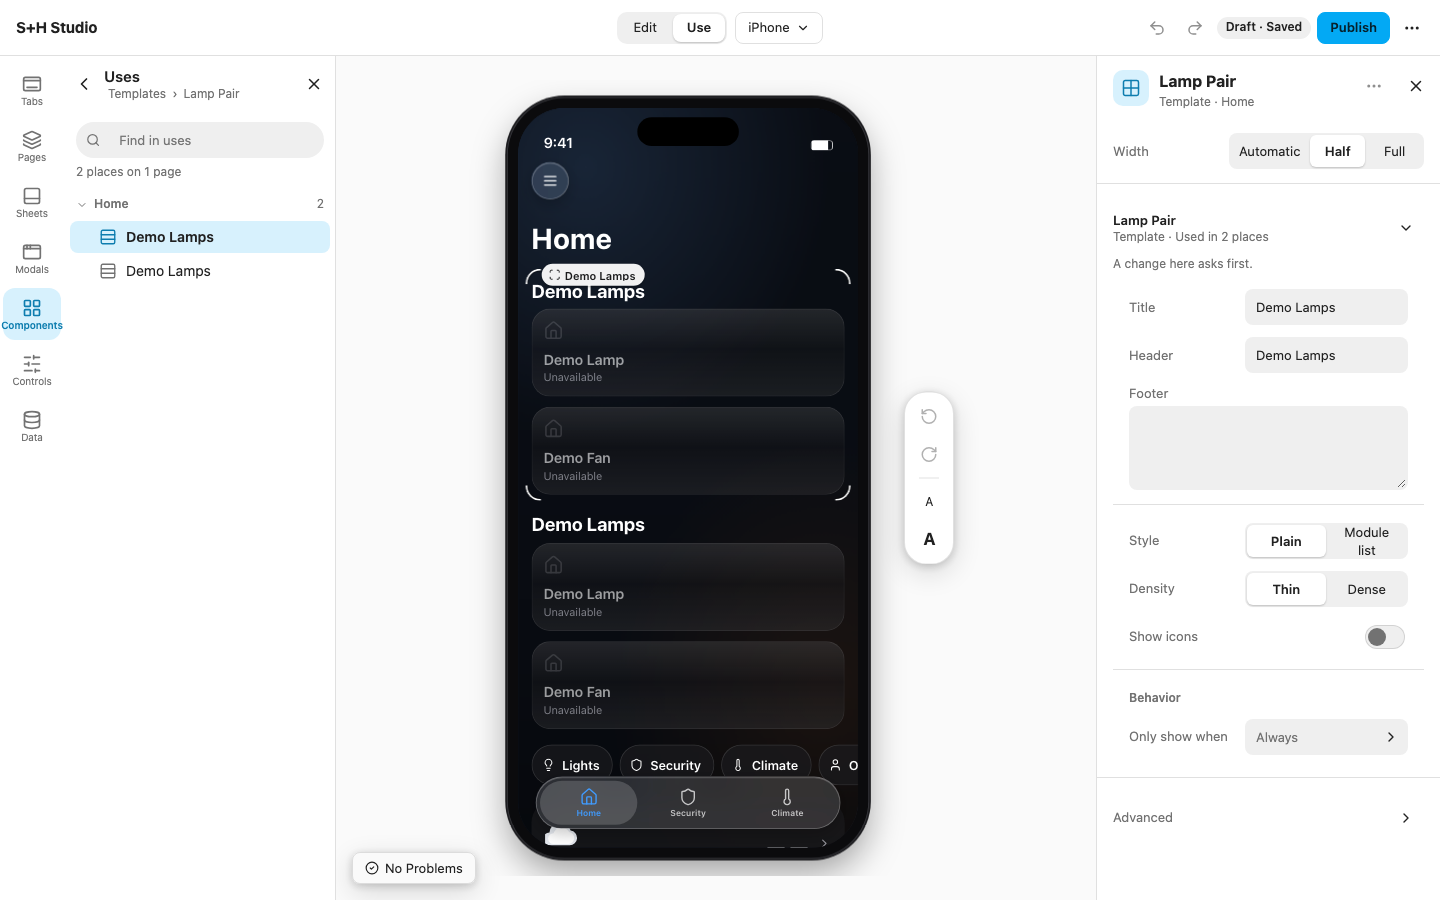 S+H Studio
Edit
Use
iPhone
Draft · Saved
Publish
Tabs
Pages
Sheets
Modals
Components
Controls
Data
Uses
Templates › Lamp Pair
Find in uses
2 places on 1 page
Home
2
Demo Lamps
Demo Lamps
9:41
Home
Demo Lamps
Demo Lamps
Demo Lamp
Unavailable
Demo Fan
Unavailable
Demo Lamps
Demo Lamp
Unavailable
Demo Fan
Unavailable
Lights
Security
Climate
O
Home
Security
Climate
A
A
No Problems
Lamp Pair
Template · Home
Width
Automatic
Half
Full
Lamp Pair
Template · Used in 2 places
A change here asks first.
Title
Demo Lamps
Header
Demo Lamps
Footer
Style
Plain
Module
list
Density
Thin
Dense
Show icons
Behavior
Only show when
Always
Advanced